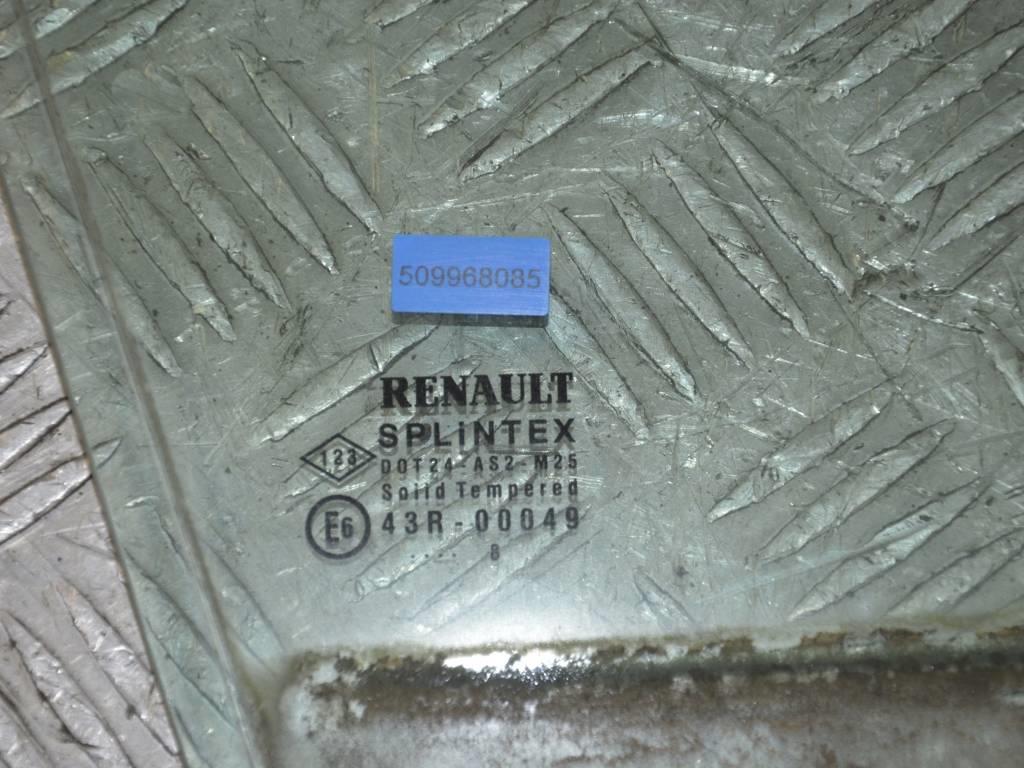 509968085
RENAULT
SPLINTEX
123 DOT24-AS2-M25
Solid Tempered
E6 43R-00049
.... 8